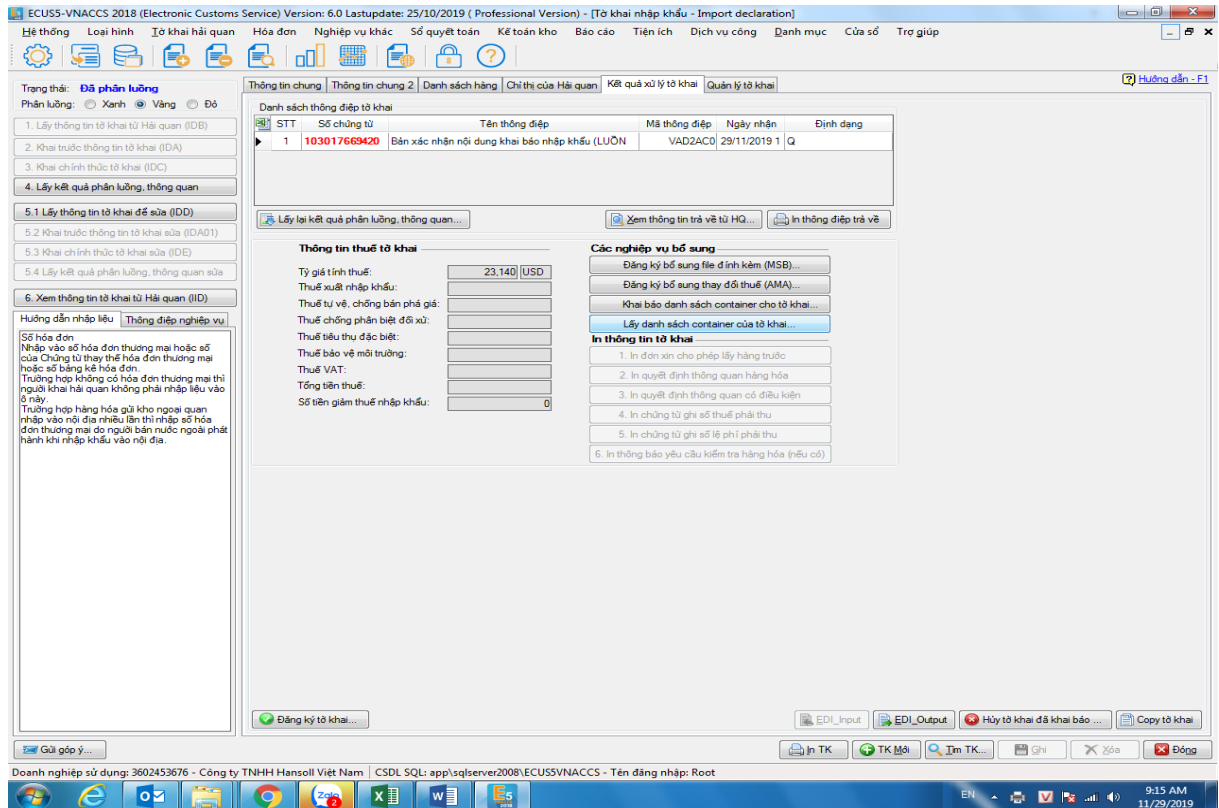 ECUS5-VNACCS 2018 (Electronic Customs Service) Version: 6.0 Lastupdate: 25/10/2019 ( Professional Version) - [Tờ khai nhập khẩu - Import declaration]
Hệ thống Loại hình Tờ khai hải quan Hóa đơn Nghiệp vụ khác Sổ quyết toán Kế toán kho Báo cáo Tiện ích Dịch vụ công Danh mục Cửa sổ Trợ giúp
Trạng thái: Đã phân luồng
Phân luồng: Xanh Vàng Đỏ
1. Lấy thông tin tờ khai từ Hải quan (IDB)
2. Khai trước thông tin tờ khai (IDA)
3. Khai chính thức tờ khai (IDC)
4. Lấy kết quả phân luồng, thông quan
5.1 Lấy thông tin tờ khai để sửa (IDD)
5.2 Khai trước thông tin tờ khai sửa (IDA01)
5.3 Khai chính thức tờ khai sửa (IDE)
5.4 Lấy kết quả phân luồng, thông quan sửa
6. Xem thông tin tờ khai từ Hải quan (IID)
Hướng dẫn nhập liệu Thông điệp nghiệp vụ
Số hóa đơn
Nhập vào số hóa đơn thương mại hoặc số
của Chứng từ thay thế hóa đơn thương mại
hoặc số bảng kê hóa đơn.
Trường hợp không có hóa đơn thương mại thì
người khai hải quan không phải nhập liệu vào
ô này.
Trường hợp hàng hóa gửi kho ngoại quan
nhập vào nội địa nhiều lần thì nhập số hóa
đơn thương mại do người bán nước ngoài phát
hành khi nhập khẩu vào nội địa.
Thông tin chung Thông tin chung 2 Danh sách hàng Chỉ thị của Hải quan Kết quả xử lý tờ khai Quản lý tờ khai
Hướng dẫn - F1
Danh sách thông điệp tờ khai
STT Số chứng từ Tên thông điệp Mã thông điệp Ngày nhận Định dạng
1 103017669420 Bản xác nhận nội dung khai báo nhập khẩu (LUỒN VAD2AC0 29/11/2019 1 Q
Lấy lại kết quả phân luồng, thông quan... Xem thông tin trả về từ HQ... In thông điệp trả về
Thông tin thuế tờ khai
Tỷ giá tính thuế: 23,140 USD
Thuế xuất nhập khẩu:
Thuế tự vệ, chống bán phá giá:
Thuế chống phân biệt đối xử:
Thuế tiêu thụ đặc biệt:
Thuế bảo vệ môi trường:
Thuế VAT:
Tổng tiền thuế:
Số tiền giảm thuế nhập khẩu: 0
Các nghiệp vụ bổ sung
Đăng ký bổ sung file đính kèm (MSB)...
Đăng ký bổ sung thay đổi thuế (AMA)...
Khai báo danh sách container cho tờ khai...
Lấy danh sách container của tờ khai...
In thông tin tờ khai
1. In đơn xin cho phép lấy hàng trước
2. In quyết định thông quan hàng hóa
3. In quyết định thông quan có điều kiện
4. In chứng từ ghi số thuế phải thu
5. In chứng từ ghi số lệ phí phải thu
6. In thông báo yêu cầu kiểm tra hàng hóa (nếu có)
Đăng ký tờ khai... EDI_Input EDI_Output Hủy tờ khai đã khai báo ... Copy tờ khai
Gửi góp ý... In TK TK Mới Tìm TK... Ghi Xóa Đóng
Doanh nghiệp sử dụng: 3602453676 - Công ty TNHH Hansoll Việt Nam CSDL SQL: app\sqlserver2008\ECUS5VNACCS - Tên đăng nhập: Root
Zalo 2 E5 2018 EN 9:15 AM
11/29/2019